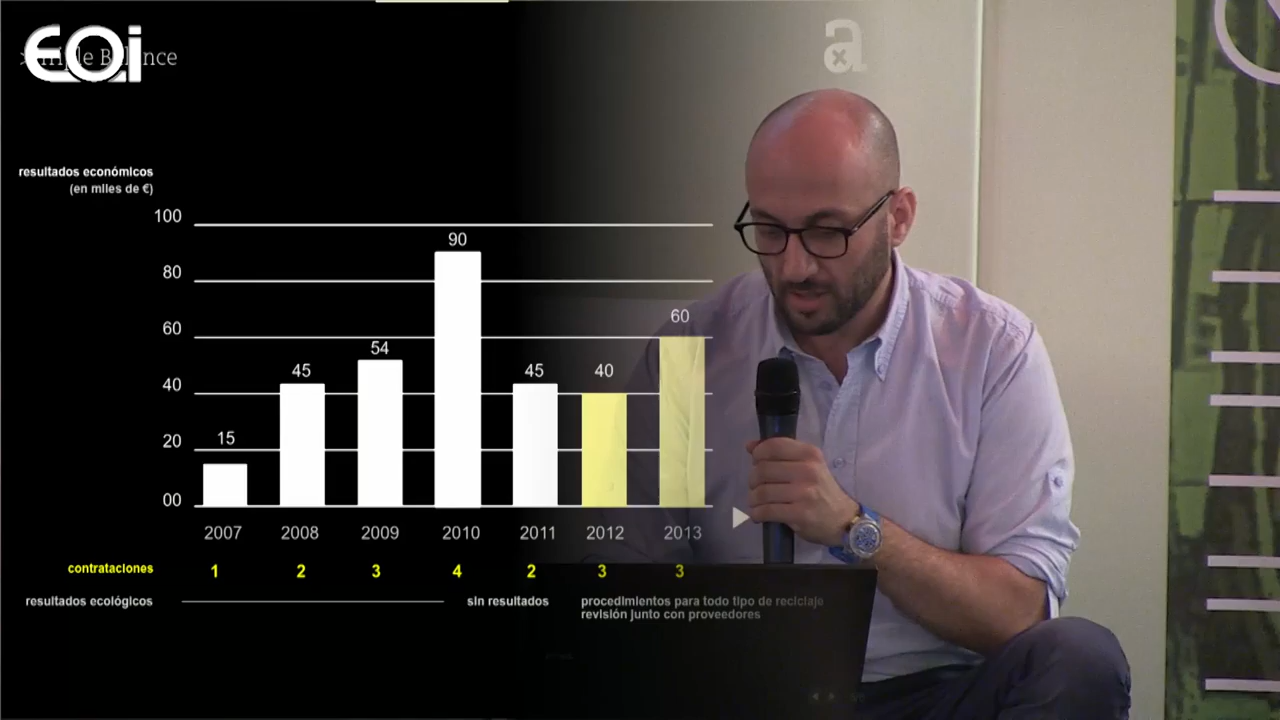 EOi
Triple Balance
a
resultados económicos
(en miles de €)
100
80
60
40
20
00
15
45
54
90
45
40
60
2007 2008 2009 2010 2011 2012 2013
contrataciones 1 2 3 4 2 3 3
resultados ecológicos sin resultados procedimientos para todo tipo de reciclaje
revisión junto con proveedores